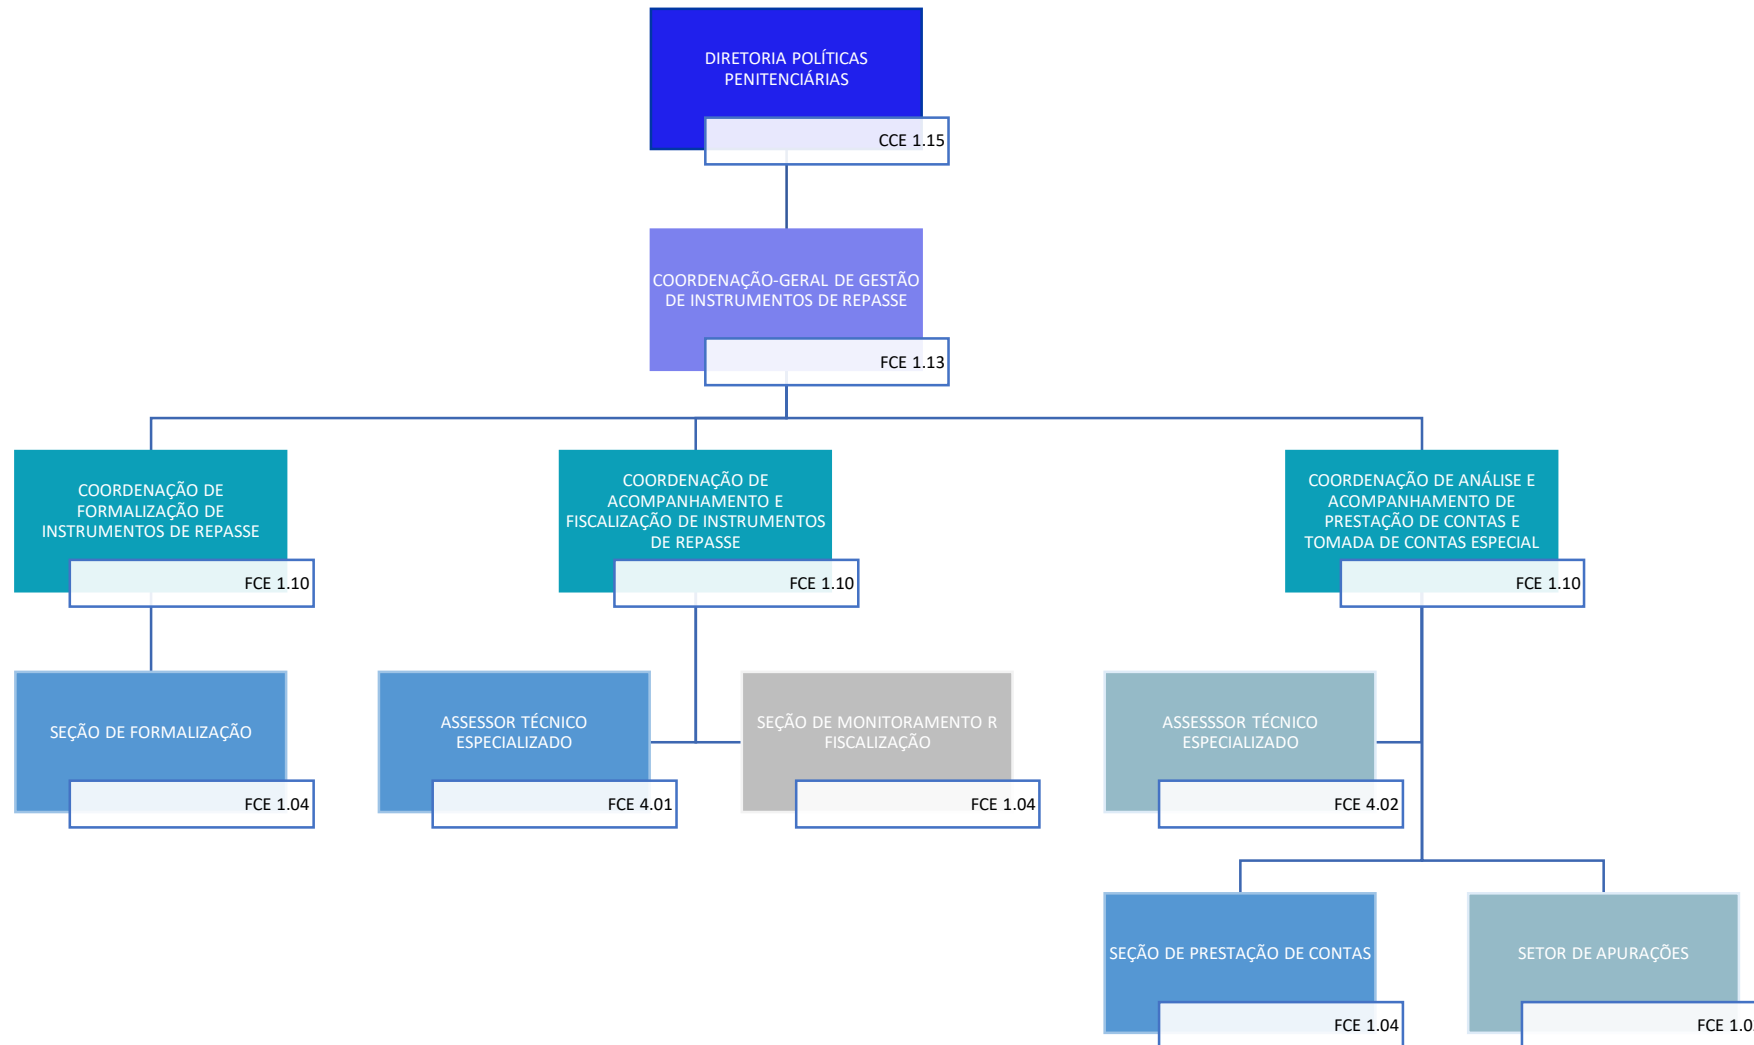 DIRETORIA POLÍTICAS
PENITENCIÁRIAS
CCE 1.15
COORDENAÇÃO-GERAL DE GESTÃO
DE INSTRUMENTOS DE REPASSE
FCE 1.13
COORDENAÇÃO DE
FORMALIZAÇÃO DE
INSTRUMENTOS DE REPASSE
FCE 1.10
COORDENAÇÃO DE
ACOMPANHAMENTO E
FISCALIZAÇÃO DE INSTRUMENTOS
DE REPASSE
FCE 1.10
COORDENAÇÃO DE ANÁLISE E
ACOMPANHAMENTO DE
PRESTAÇÃO DE CONTAS E
TOMADA DE CONTAS ESPECIAL
FCE 1.10
SEÇÃO DE FORMALIZAÇÃO
FCE 1.04
ASSESSOR TÉCNICO
ESPECIALIZADO
FCE 4.01
SEÇÃO DE MONITORAMENTO R
FISCALIZAÇÃO
FCE 1.04
ASSESSSOR TÉCNICO
ESPECIALIZADO
FCE 4.02
SEÇÃO DE PRESTAÇÃO DE CONTAS
FCE 1.04
SETOR DE APURAÇÕES
FCE